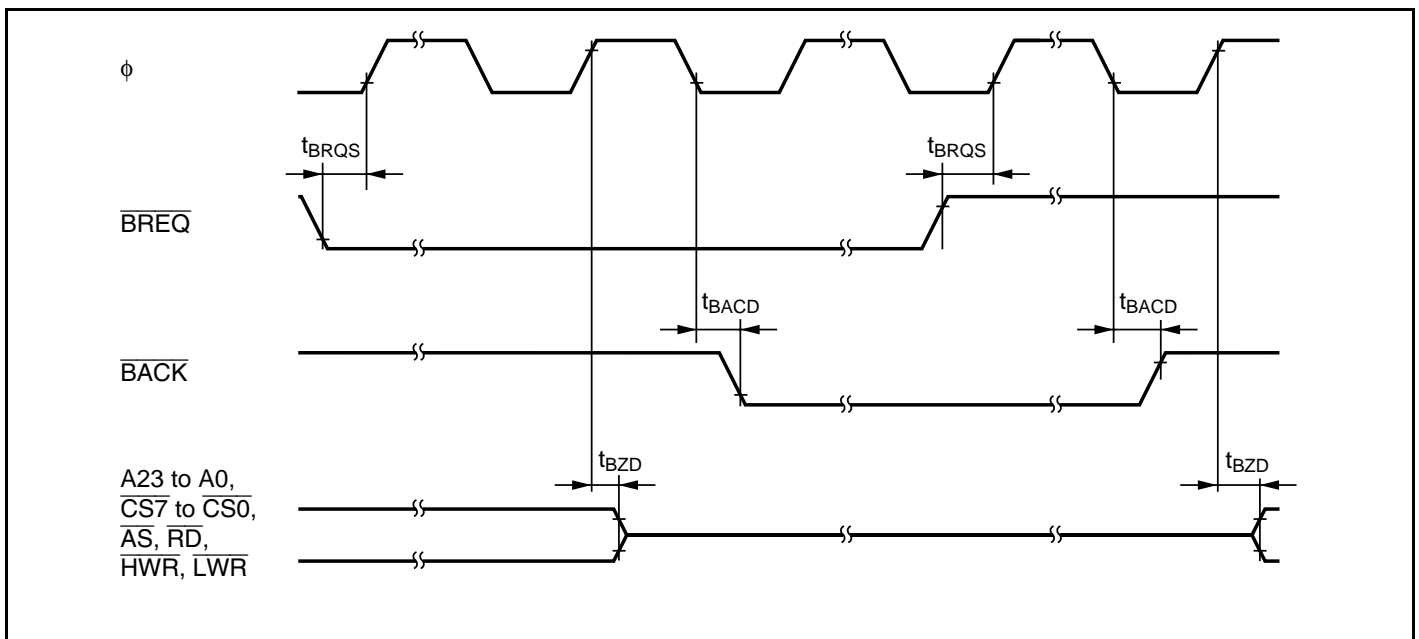 ϕ
tBRQS
tBRQS
BREQ
tBACD
tBACD
BACK
tBZD
tBZD
A23 to A0,
CS7 to CS0,
AS, RD,
HWR, LWR